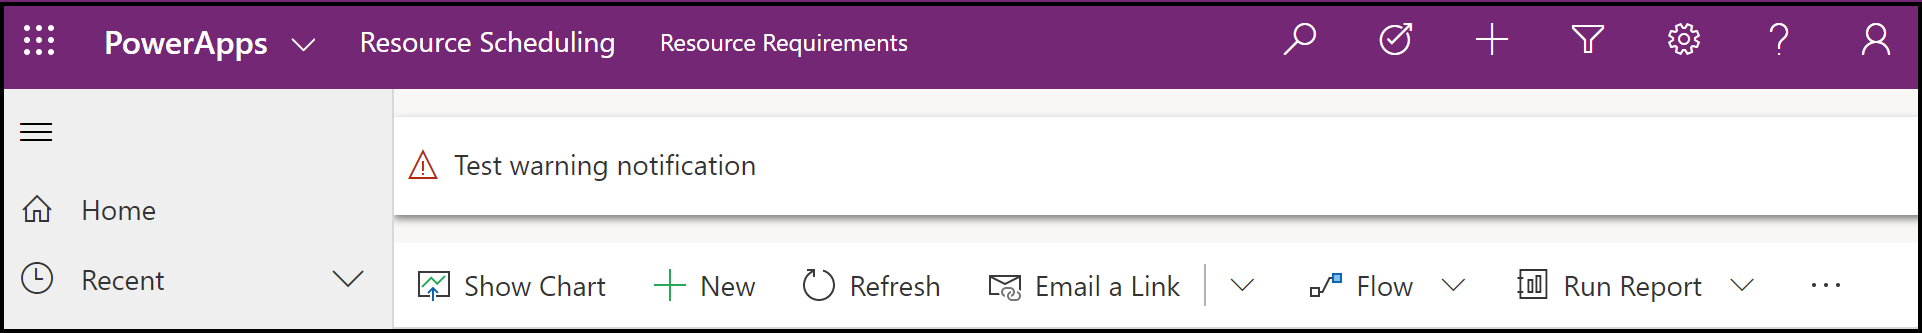 PowerApps Resource Scheduling Resource Requirements
Test warning notification
Home
Recent
Show Chart New Refresh Email a Link Flow Run Report